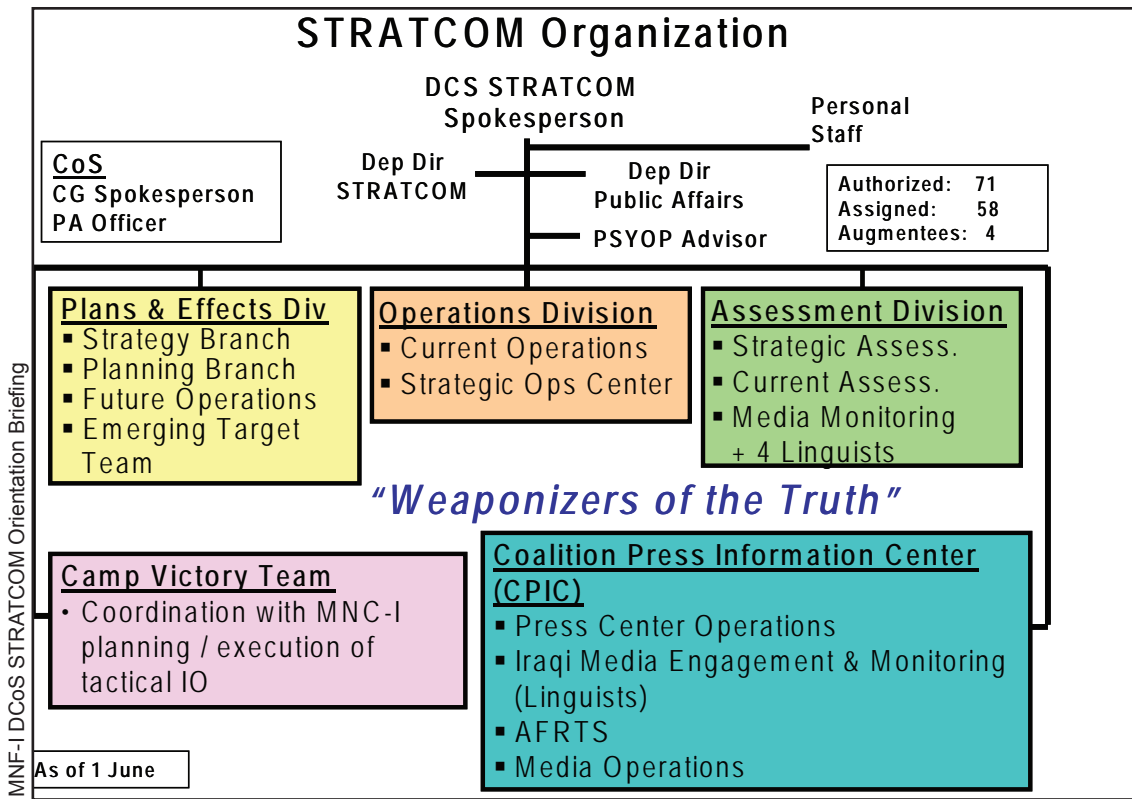 STRATCOM Organization
DCS STRATCOM
Spokesperson
Personal
Staff
CoS
CG Spokesperson
PA Officer
Dep Dir
STRATCOM
Dep Dir
Public Affairs
PSYOP Advisor
Authorized: 71
Assigned: 58
Augmentees: 4
Plans & Effects Div
▪ Strategy Branch
▪ Planning Branch
▪ Future Operations
▪ Emerging Target
Team
Operations Division
▪ Current Operations
▪ Strategic Ops Center
Assessment Division
▪ Strategic Assess.
▪ Current Assess.
▪ Media Monitoring
+ 4 Linguists
“Weaponizers of the Truth”
Camp Victory Team
• Coordination with MNC-I
planning / execution of
tactical IO
Coalition Press Information Center
(CPIC)
▪ Press Center Operations
▪ Iraqi Media Engagement & Monitoring
(Linguists)
▪ AFRTS
▪ Media Operations
As of 1 June
MNF-I DCoS STRATCOM Orientation Briefing